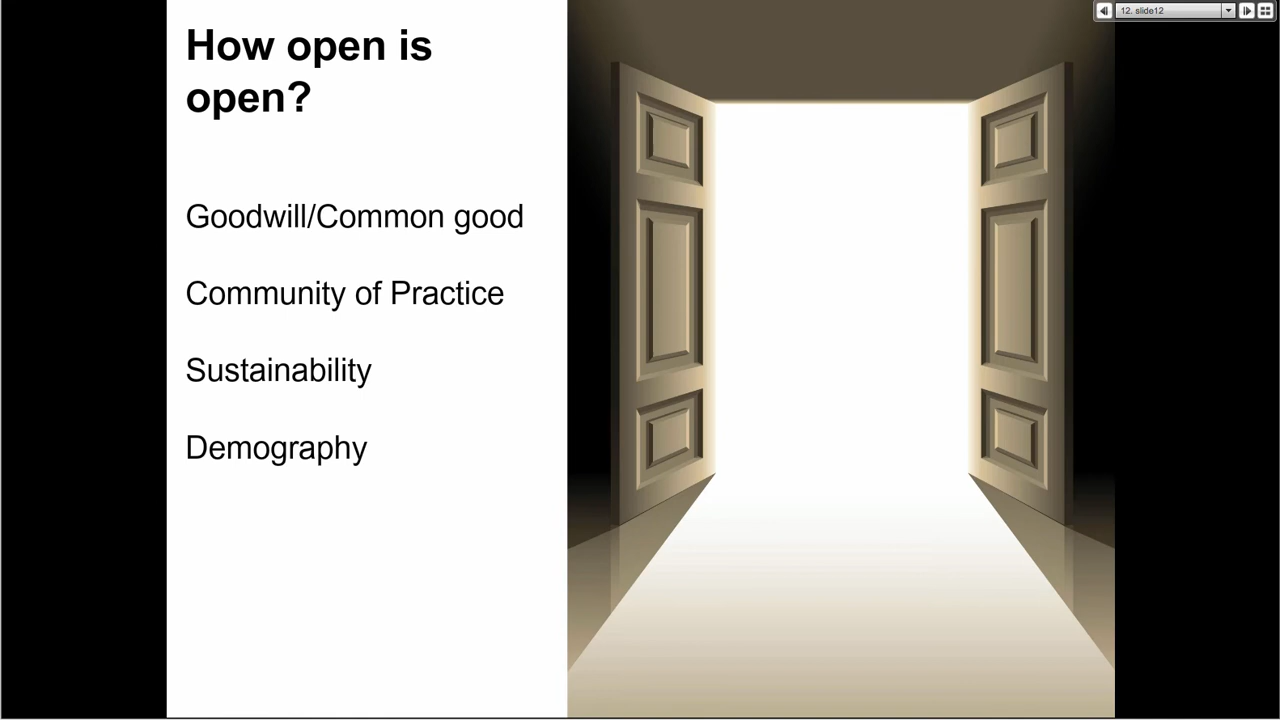 12. slide12
How open is
open?
Goodwill/Common good
Community of Practice
Sustainability
Demography